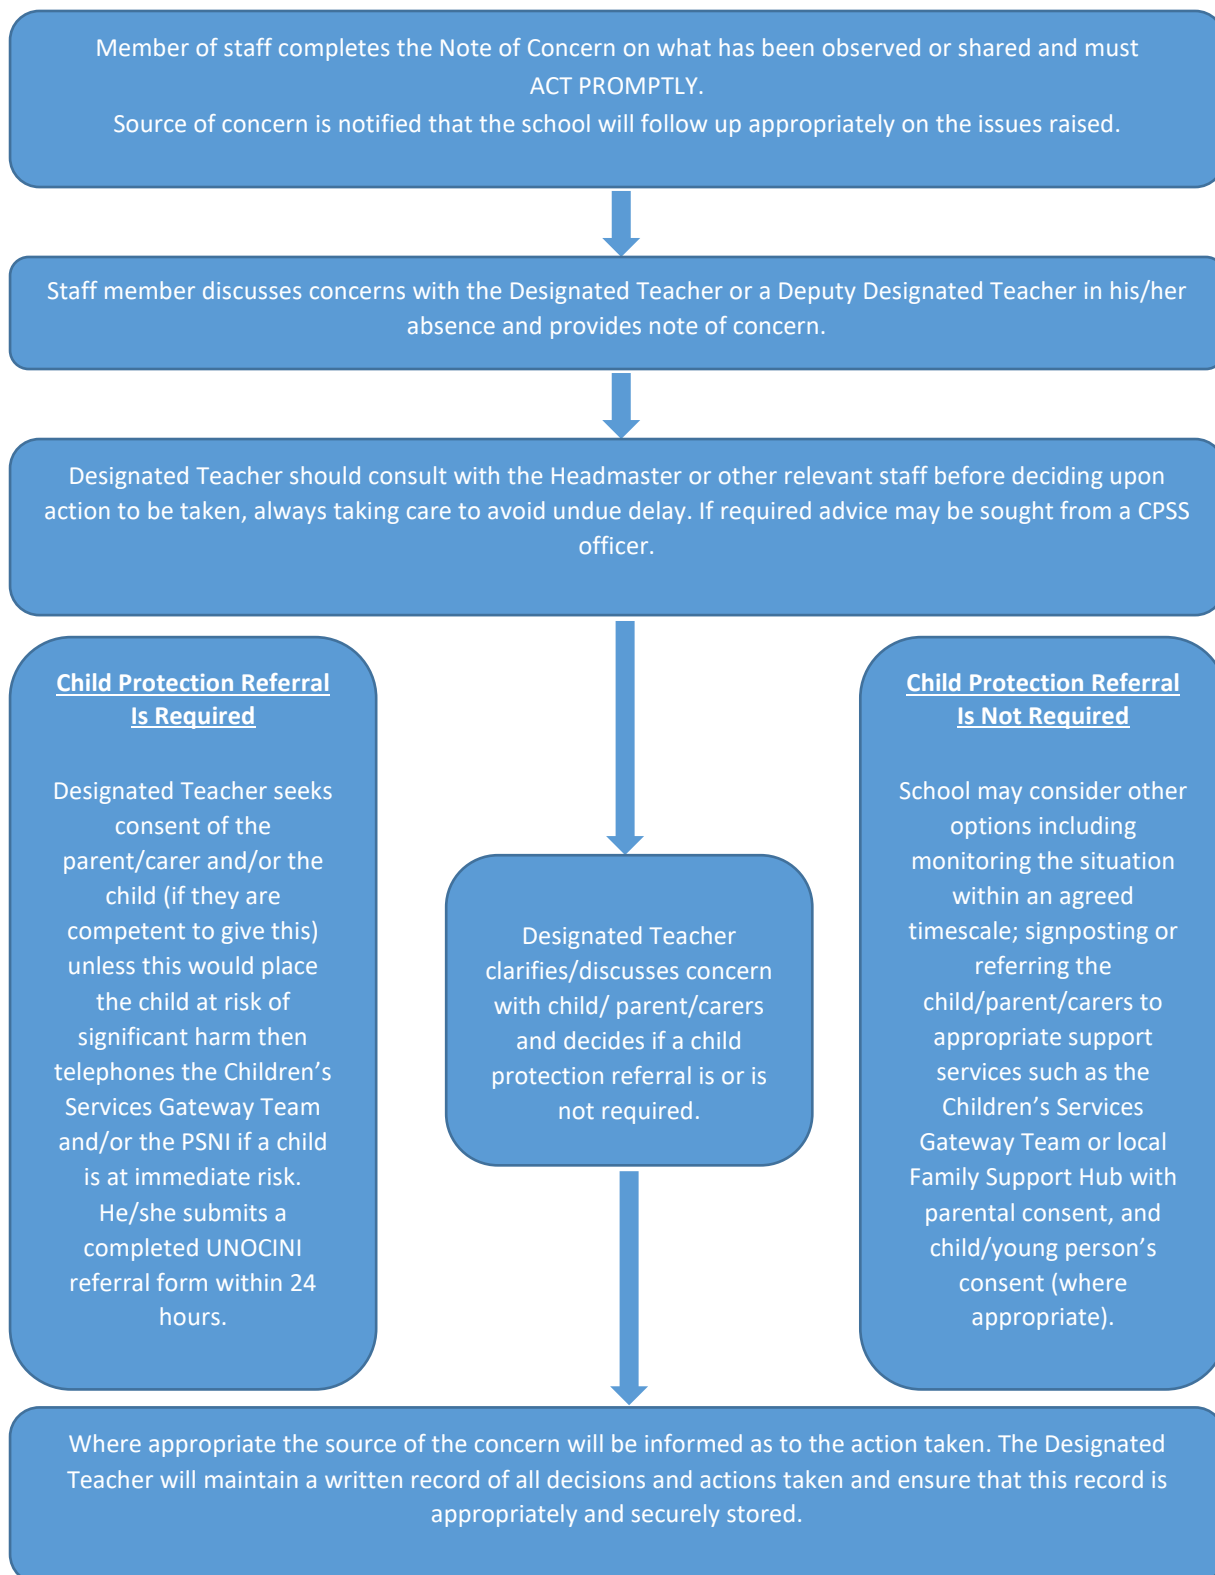 Member of staff completes the Note of Concern on what has been observed or shared and must
ACT PROMPTLY.
Source of concern is notified that the school will follow up appropriately on the issues raised.
Staff member discusses concerns with the Designated Teacher or a Deputy Designated Teacher in his/her
absence and provides note of concern.
Designated Teacher should consult with the Headmaster or other relevant staff before deciding upon
action to be taken, always taking care to avoid undue delay. If required advice may be sought from a CPSS
officer.
Child Protection Referral
Is Required
Designated Teacher seeks
consent of the
parent/carer and/or the
child (if they are
competent to give this)
unless this would place
the child at risk of
significant harm then
telephones the Children's
Services Gateway Team
and/or the PSNI if a child
is at immediate risk.
He/she submits a
completed UNOCINI
referral form within 24
hours.
Designated Teacher
clarifies/discusses concern
with child/ parent/carers
and decides if a child
protection referral is or is
not required.
Child Protection Referral
Is Not Required
School may consider other
options including
monitoring the situation
within an agreed
timescale; signposting or
referring the
child/parent/carers to
appropriate support
services such as the
Children's Services
Gateway Team or local
Family Support Hub with
parental consent, and
child/young person's
consent (where
appropriate).
Where appropriate the source of the concern will be informed as to the action taken. The Designated
Teacher will maintain a written record of all decisions and actions taken and ensure that this record is
appropriately and securely stored.